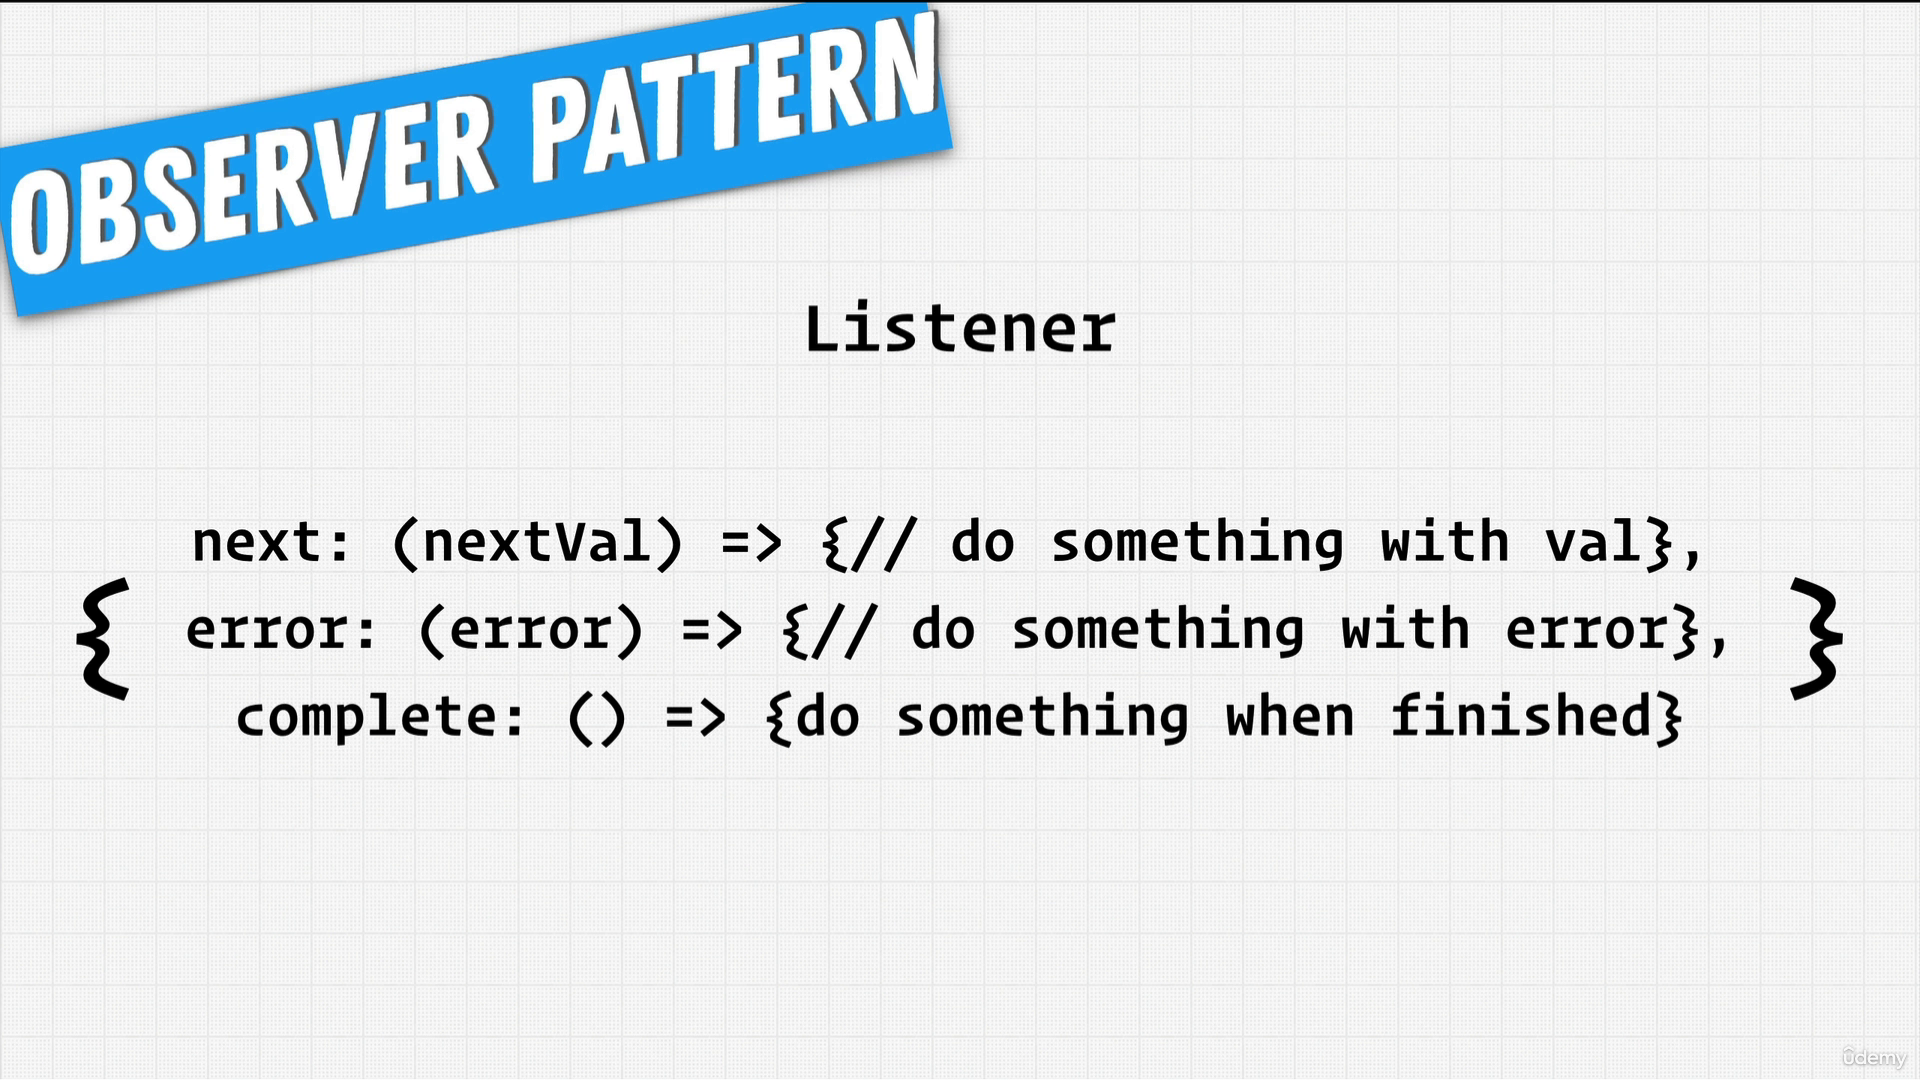 OBSERVER PATTERN
Listener
{
next: (nextVal) => {// do something with val},
error: (error) => {// do something with error},
complete: () => {do something when finished}
}
ûdemy